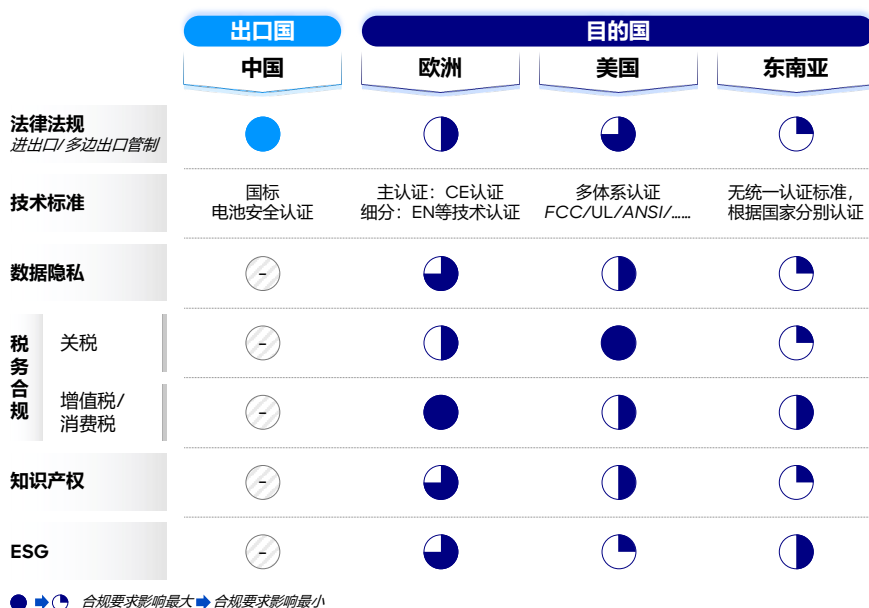 出口国
目的国
中国
欧洲
美国
东南亚
法律法规
进出口/多边出口管制
技术标准
国标
电池安全认证
主认证：CE认证
细分：EN等技术认证
多体系认证
FCC/UL/ANSI/……
无统一认证标准，
根据国家分别认证
数据隐私
-
税务合规
关税
-
增值税/
消费税
-
知识产权
-
ESG
-
合规要求影响最大
合规要求影响最小